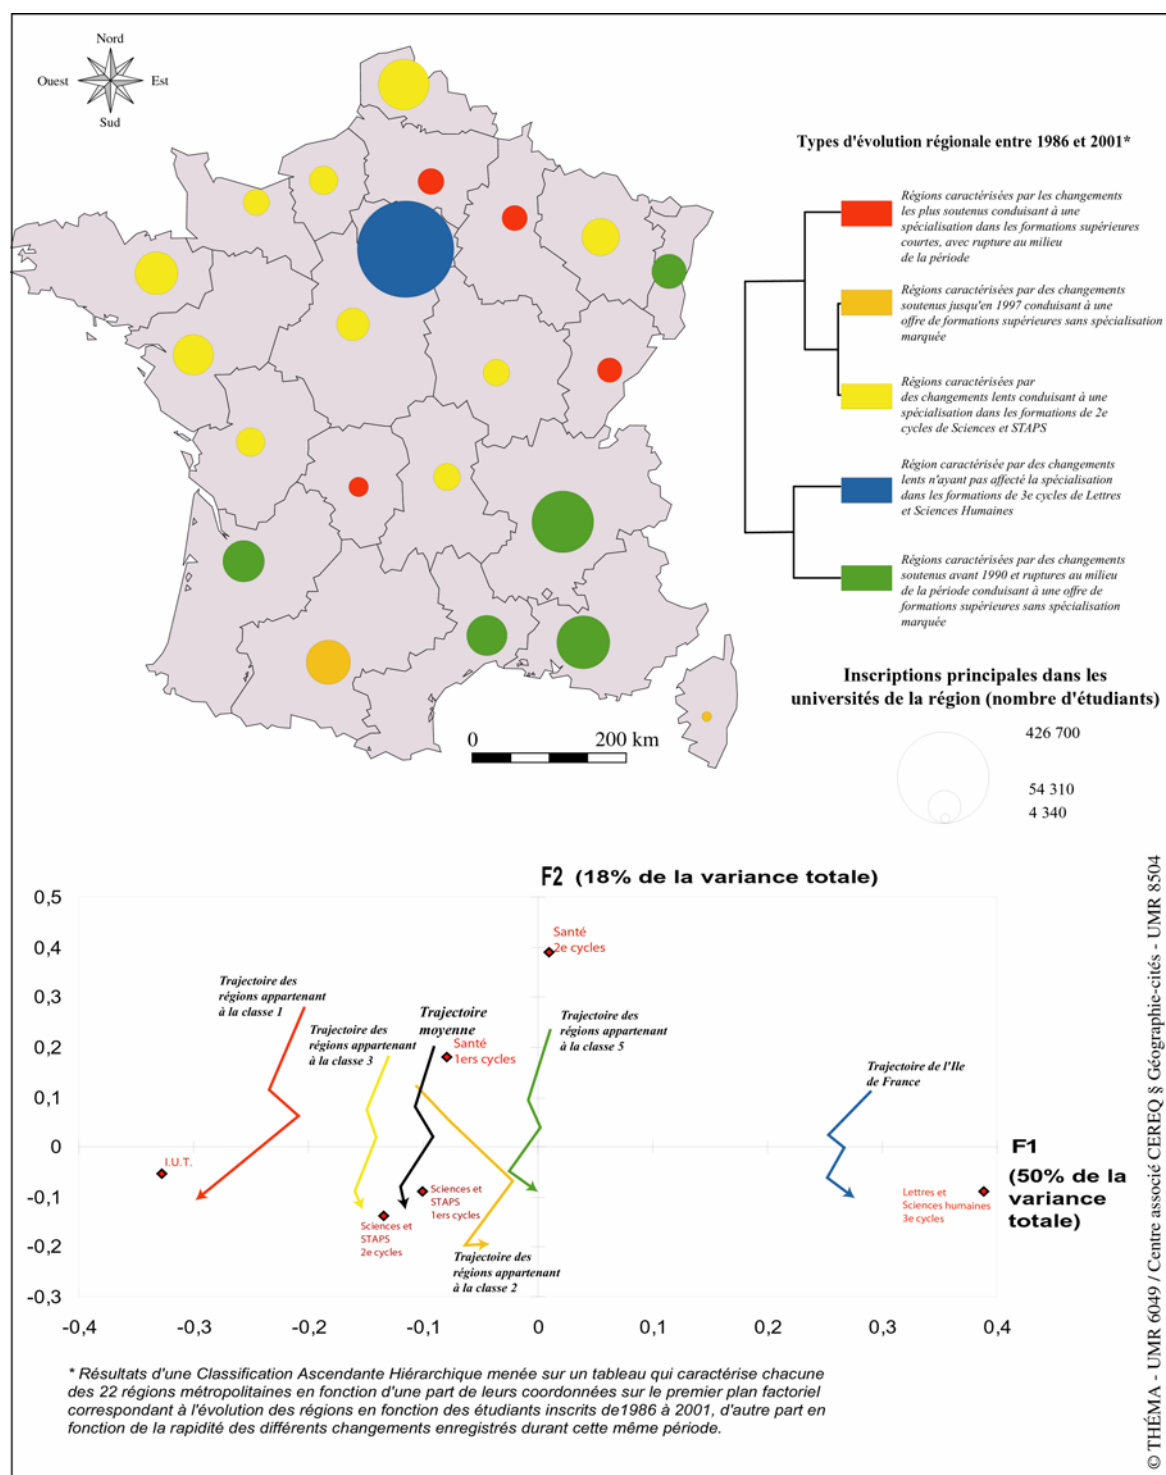 Nord
Ouest
Est
Sud
Types d'évolution régionale entre 1986 et 2001*
Régions caractérisées par les changements
les plus soutenus conduisant à une
spécialisation dans les formations supérieures
courtes, avec rupture au milieu
de la période
Régions caractérisées par des changements
soutenus jusqu'en 1997 conduisant à une
offre de formations supérieures sans spécialisation
marquée
Régions caractérisées par
des changements lents conduisant à une
spécialisation dans les formations de 2e
cycles de Sciences et STAPS
Région caractérisée par des changements
lents n'ayant pas affecté la spécialisation
dans les formations de 3e cycles de Lettres
et Sciences Humaines
Régions caractérisées par des changements
soutenus avant 1990 et ruptures au milieu
de la période conduisant à une offre de
formations supérieures sans spécialisation
marquée
Inscriptions principales dans les
universités de la région (nombre d'étudiants)
426 700
54 310
4 340
0
200 km
F2 (18% de la variance totale)
0,5
0,4
0,3
0,2
0,1
0
-0,1
-0,2
-0,3
-0,4
-0,3
-0,2
-0,1
0
0,1
0,2
0,3
0,4
F1
(50% de la
variance
totale)
Santé
2e cycles
Trajectoire des
régions appartenant
à la classe 1
Trajectoire des
régions appartenant
à la classe 3
Trajectoire
moyenne
Santé
1ers cycles
Trajectoire des
régions appartenant
à la classe 5
Trajectoire de l'Ile
de France
I.U.T.
Sciences et
STAPS
1ers cycles
Sciences et
STAPS
2e cycles
Lettres et
Sciences humaines
3e cycles
Trajectoire des
régions appartenant
à la classe 2
* Résultats d'une Classification Ascendante Hiérarchique menée sur un tableau qui caractérise chacune
des 22 régions métropolitaines en fonction d'une part de leurs coordonnées sur le premier plan factoriel
correspondant à l'évolution des régions en fonction des étudiants inscrits de1986 à 2001, d'autre part en
fonction de la rapidité des différents changements enregistrés durant cette même période.
© THÉMA - UMR 6049 / Centre associé CEREQ § Géographie-cités - UMR 8504